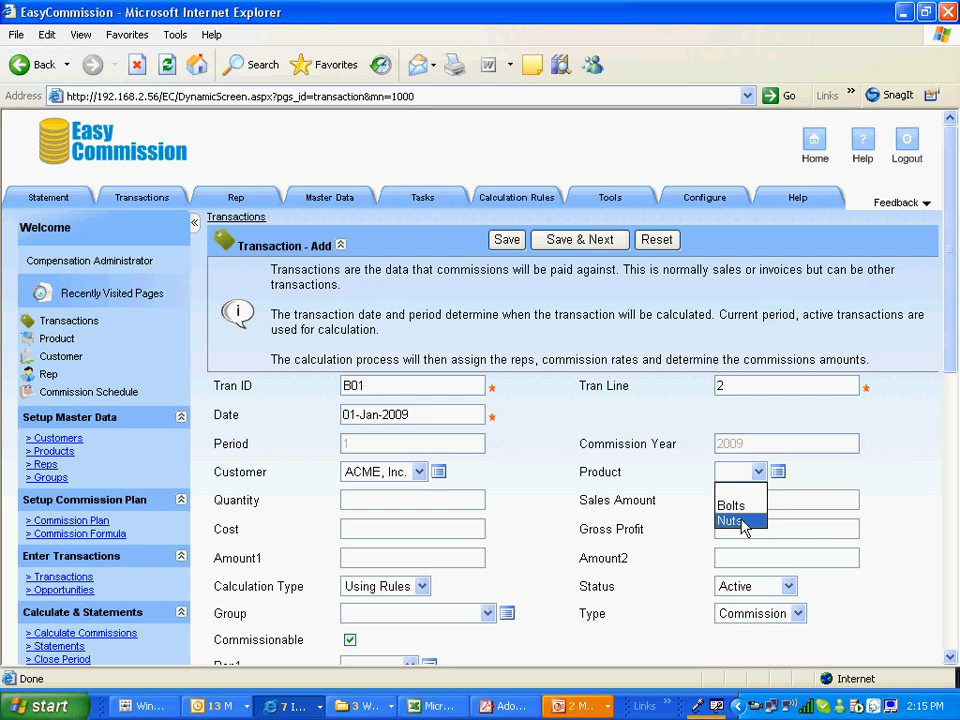 EasyCommission - Microsoft Internet Explorer
File Edit View Favorites Tools Help
Back Search Favorites
Address http://192.168.2.56/EC/DynamicScreen.aspx?pgs_id=transaction&mn=1000 Go Links » SnagIt
Easy
Commission
Home Help Logout
Statement Transactions Rep Master Data Tasks Calculation Rules Tools Configure Help
Feedback
Welcome
Compensation Administrator
Recently Visited Pages
Transactions
Product
Customer
Rep
Commission Schedule
Setup Master Data
> Customers
> Products
> Reps
> Groups
Setup Commission Plan
> Commission Plan
> Commission Formula
Enter Transactions
> Transactions
> Opportunities
Calculate & Statements
> Calculate Commissions
> Statements
> Close Period
Transactions
Transaction - Add Save Save & Next Reset
Transactions are the data that commissions will be paid against. This is normally sales or invoices but can be other
transactions.
The transaction date and period determine when the transaction will be calculated. Current period, active transactions are
used for calculation.
The calculation process will then assign the reps, commission rates and determine the commissions amounts.
Tran ID B01 * Tran Line 2 *
Date 01-Jan-2009 *
Period 1 Commission Year 2009
Customer ACME, Inc. Product
Quantity Sales Amount
Bolts
Nuts
Cost Gross Profit
Amount1 Amount2
Calculation Type Using Rules Status Active
Group Type Commission
Commissionable
Rep1
Done Internet
start Win... 13 M 7 I... 3 W... Micr... Ado... 2 M... Links » 2:15 PM